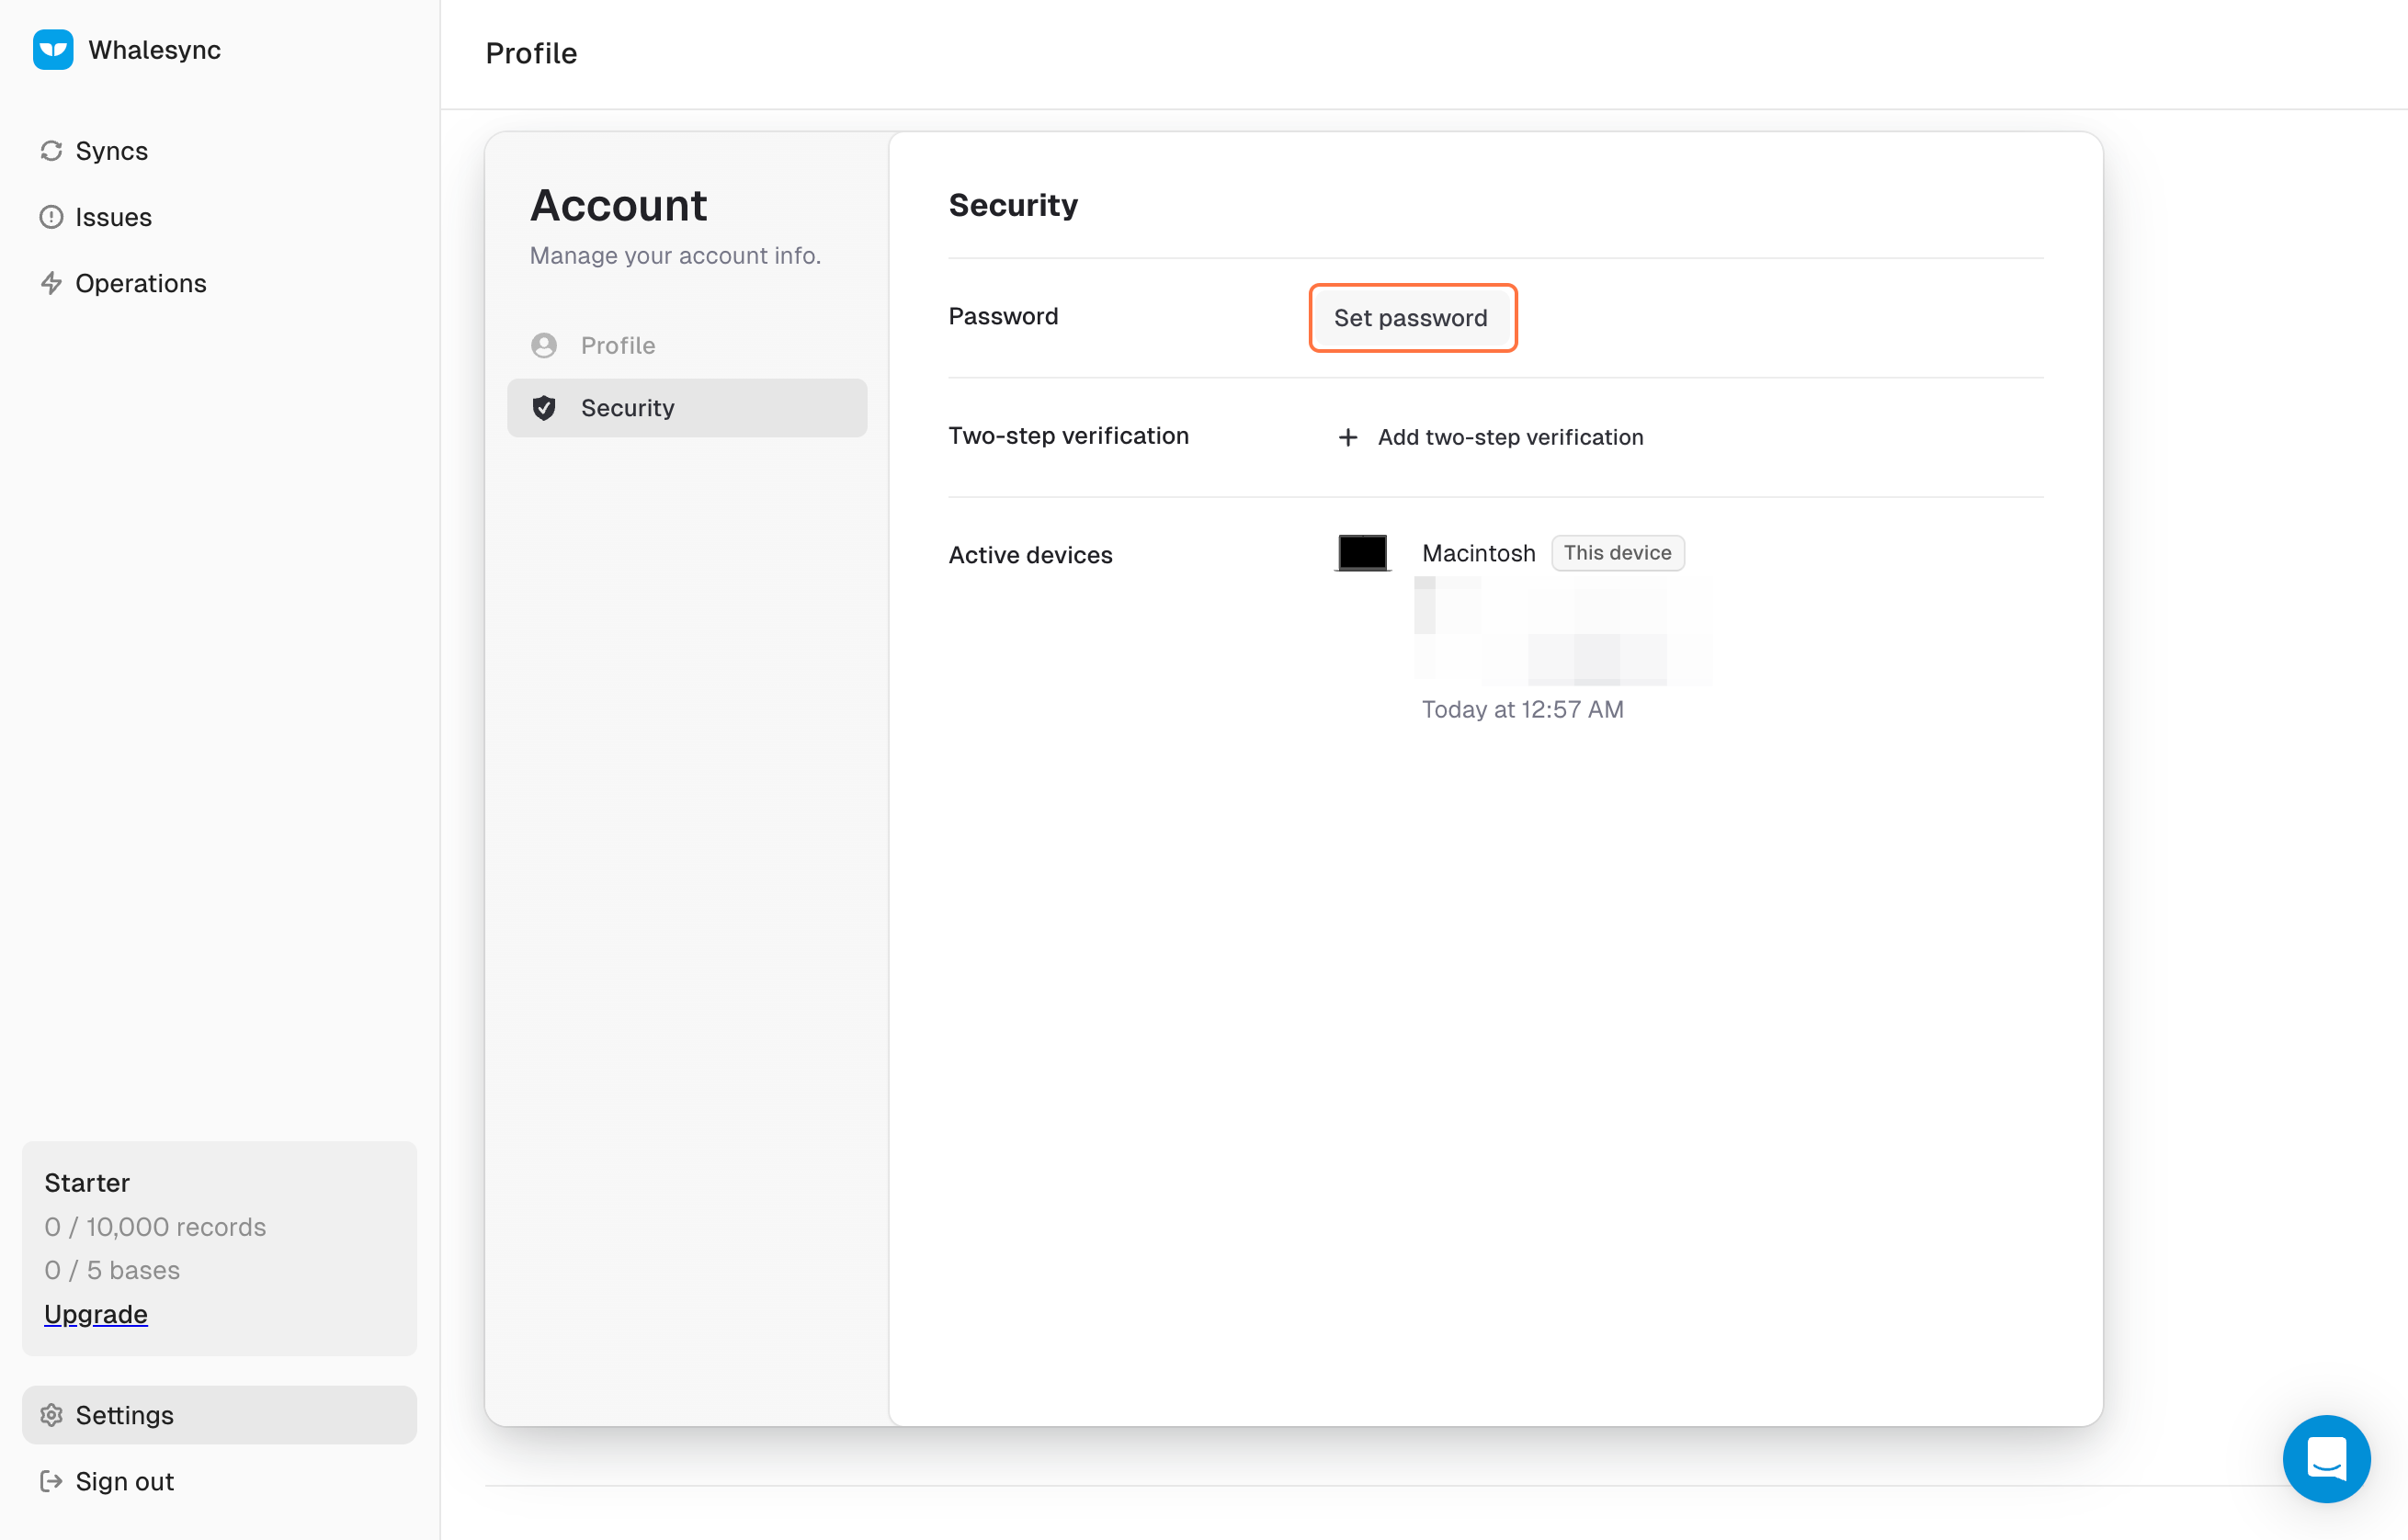 Whalesync
Syncs
Issues
Operations
Starter
0 / 10,000 records
0 / 5 bases
Upgrade
Settings
Sign out
Profile
Account
Manage your account info.
Profile
Security
Security
Password
Set password
Two-step verification
Add two-step verification
Active devices
Macintosh This device
Today at 12:57 AM